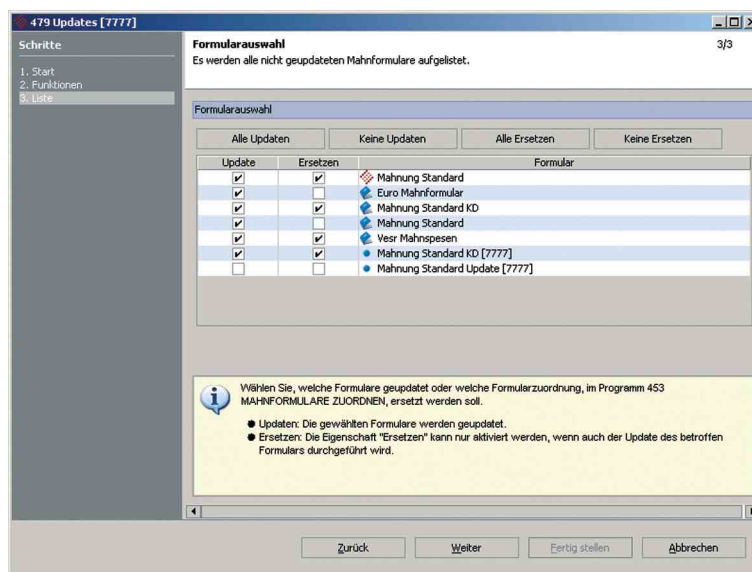 479 Updates [7777]
Schritte
1. Start
2. Funktionen
3. Liste
Formularauswahl
3/3
Es werden alle nicht geupdateten Mahnformulare aufgelistet.
Formularauswahl
Alle Updaten Keine Updaten Alle Ersetzen Keine Ersetzen
Update Ersetzen Formular
Mahnung Standard
Euro Mahnformular
Mahnung Standard KD
Mahnung Standard
Vesr Mahnspesen
Mahnung Standard KD [7777]
Mahnung Standard Update [7777]
Wählen Sie, welche Formulare geupdatet oder welche Formularzuordnung, im Programm 453
MAHNFORMULARE ZUORDNEN, ersetzt werden soll.
● Updaten: Die gewählten Formulare werden geupdatet.
● Ersetzen: Die Eigenschaft "Ersetzen" kann nur aktiviert werden, wenn auch der Update des betroffen
Formulars durchgeführt wird.
Zurück Weiter Fertig stellen Abbrechen